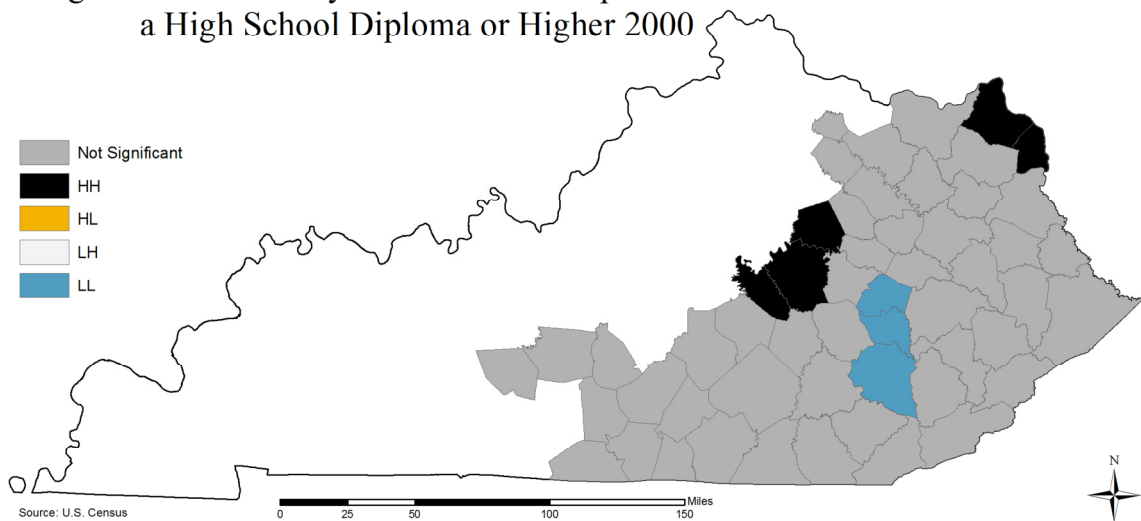 a High School Diploma or Higher 2000
Not Significant
HH
HL
LH
LL
N
Miles
0 25 50 100 150
Source: U.S. Census